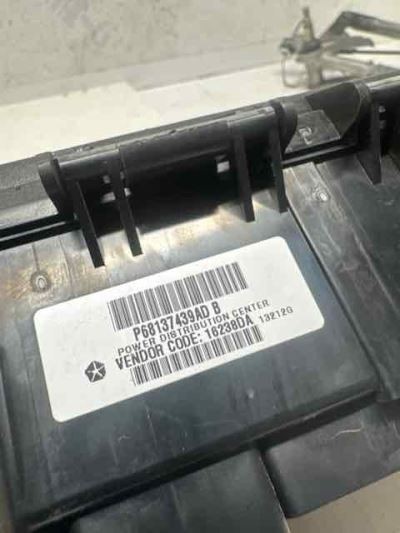 P68137439AD B
POWER DISTRIBUTION CENTER
VENDOR CODE: 16238DA 13212G